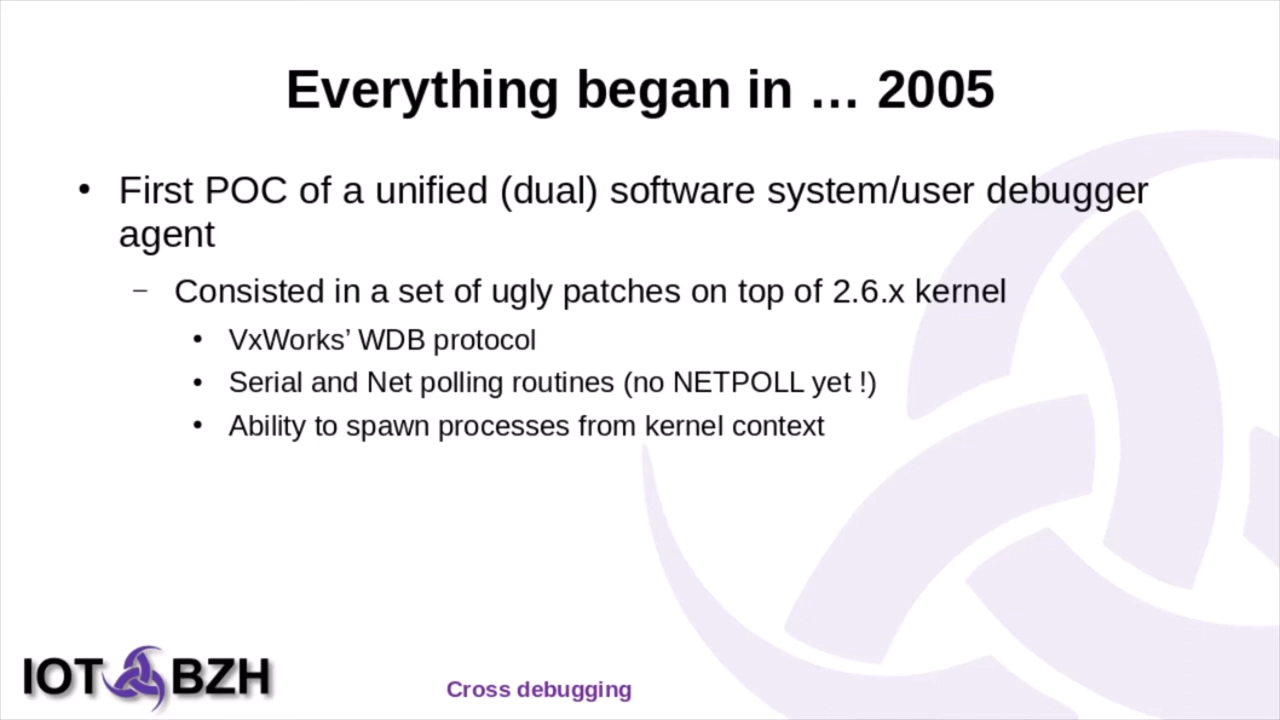 Everything began in … 2005
• First POC of a unified (dual) software system/user debugger
agent
– Consisted in a set of ugly patches on top of 2.6.x kernel
• VxWorks’ WDB protocol
• Serial and Net polling routines (no NETPOLL yet !)
• Ability to spawn processes from kernel context
IOT BZH
Cross debugging